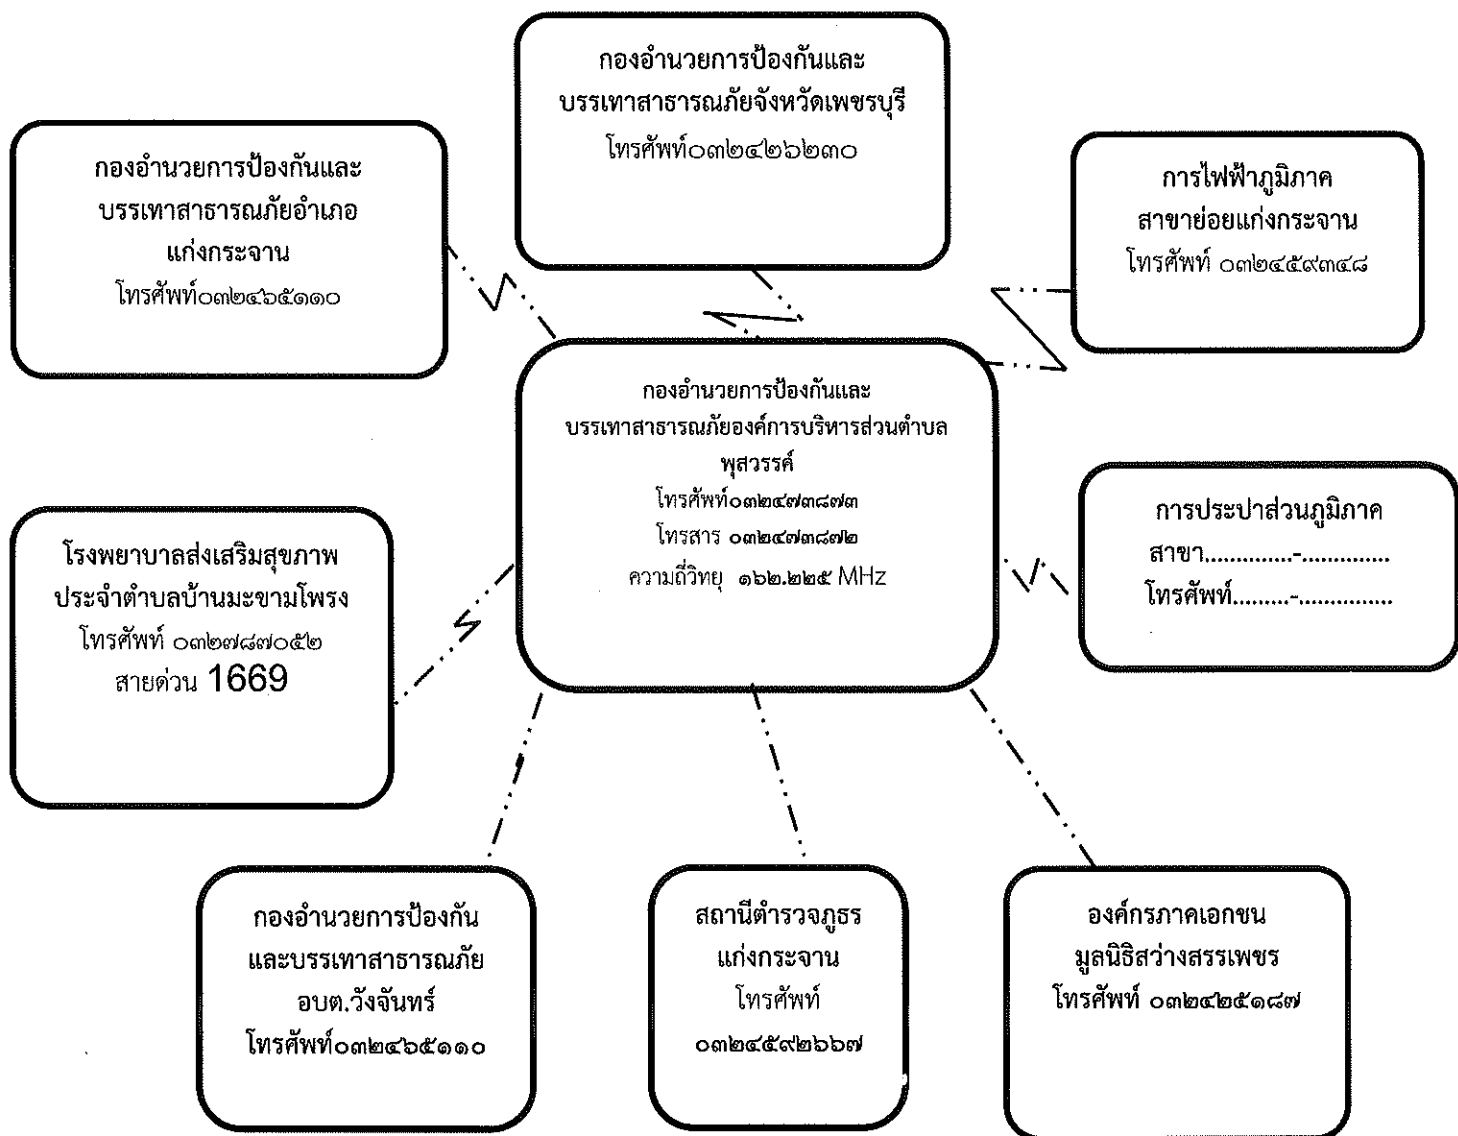 กองอำนวยการป้องกันและ
บรรเทาสาธารณภัยจังหวัดเพชรบุรี
โทรศัพท์๐๓๒๔๒๖๒๓๐
กองอำนวยการป้องกันและ
บรรเทาสาธารณภัยอำเภอ
แก่งกระจาน
โทรศัพท์๐๓๒๔๖๕๑๑๐
การไฟฟ้าภูมิภาค
สาขาย่อยแก่งกระจาน
โทรศัพท์ ๐๓๒๔๕๙๓๔๘
กองอำนวยการป้องกันและ
บรรเทาสาธารณภัยองค์การบริหารส่วนตำบล
พุสวรรค์
โทรศัพท์๐๓๒๔๗๓๘๗๓
โทรสาร ๐๓๒๔๗๓๘๗๒
ความถี่วิทยุ ๑๖๒.๒๒๕ MHz
การประปาส่วนภูมิภาค
สาขา..............-..............
โทรศัพท์.........-...............
โรงพยาบาลส่งเสริมสุขภาพ
ประจำตำบลบ้านมะขามโพรง
โทรศัพท์ ๐๓๒๗๘๗๐๕๒
สายด่วน 1669
กองอำนวยการป้องกัน
และบรรเทาสาธารณภัย
อบต.วังจันทร์
โทรศัพท์๐๓๒๔๖๕๑๑๐
สถานีตำรวจภูธร
แก่งกระจาน
โทรศัพท์
๐๓๒๔๕๙๒๖๖๗
องค์กรภาคเอกชน
มูลนิธิสว่างสรรเพชร
โทรศัพท์ ๐๓๒๔๒๕๑๘๗